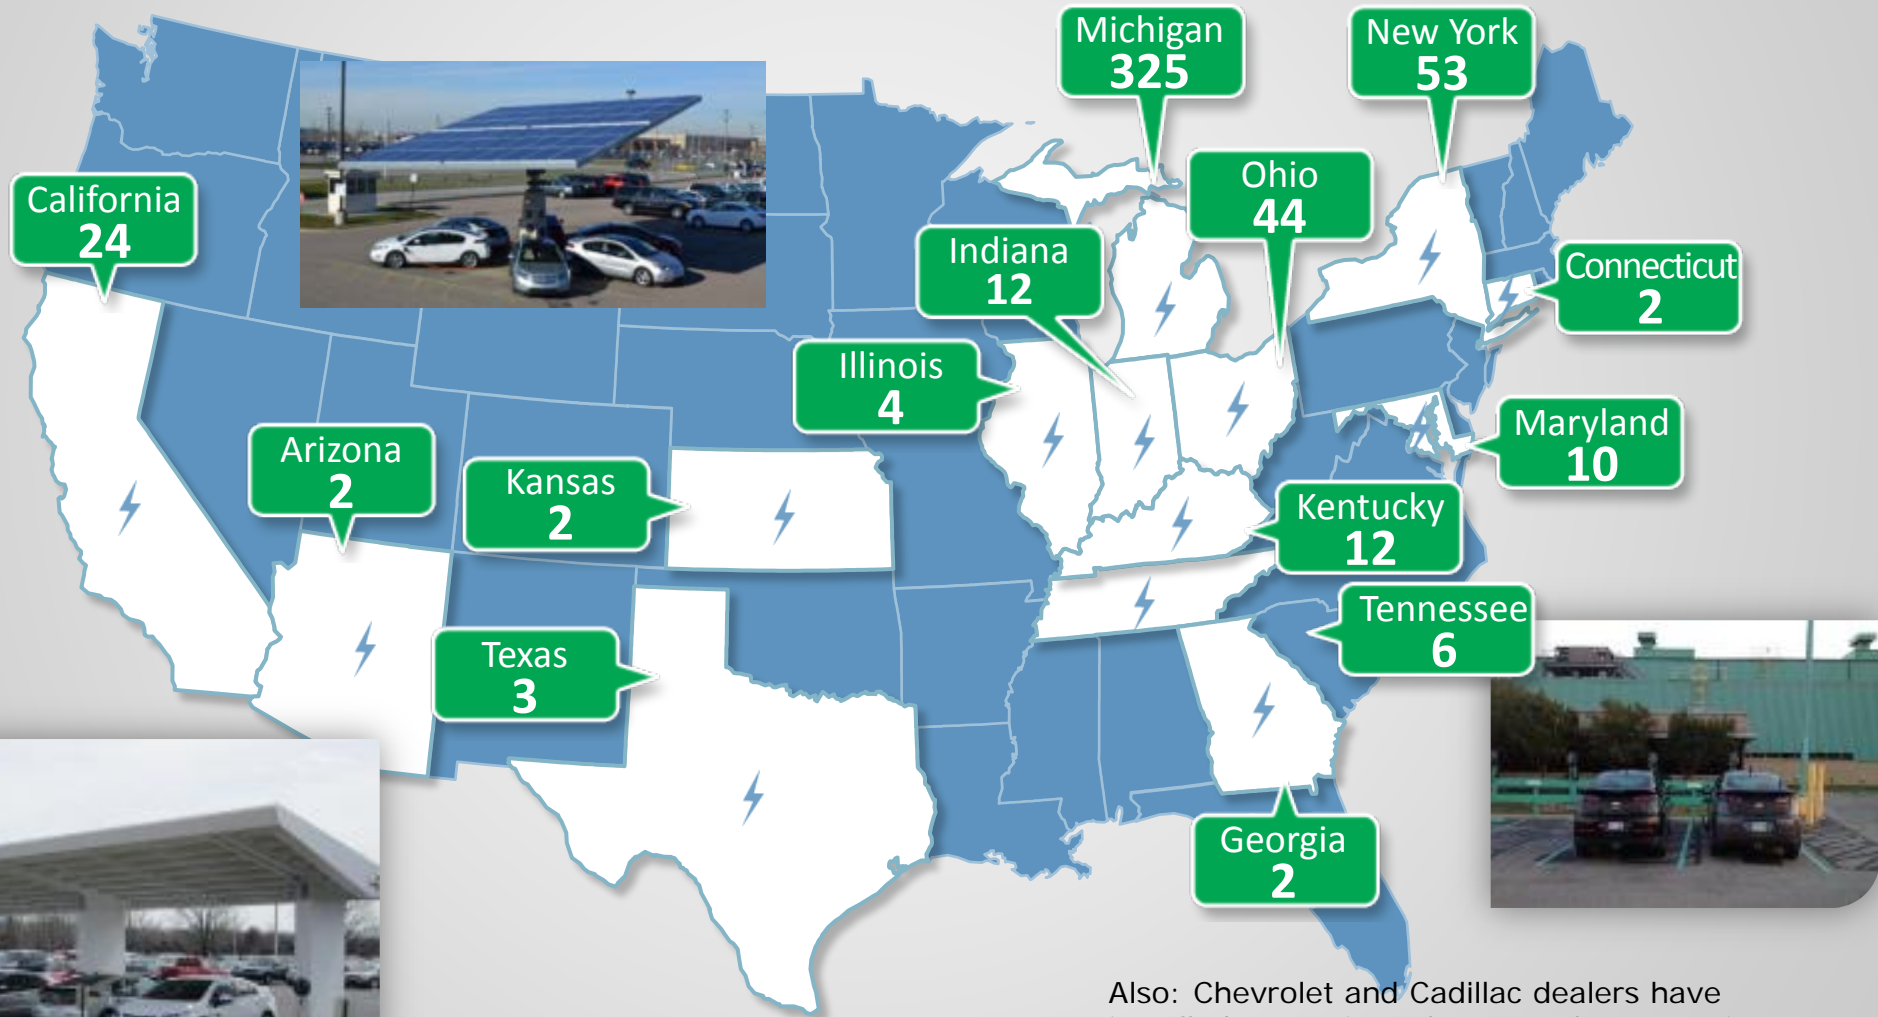 Michigan
325
New York
53
California
24
Ohio
44
Indiana
12
Connecticut
2
Illinois
4
Arizona
2
Kansas
2
Maryland
10
Kentucky
12
Tennessee
6
Texas
3
Georgia
2
Also: Chevrolet and Cadillac dealers have